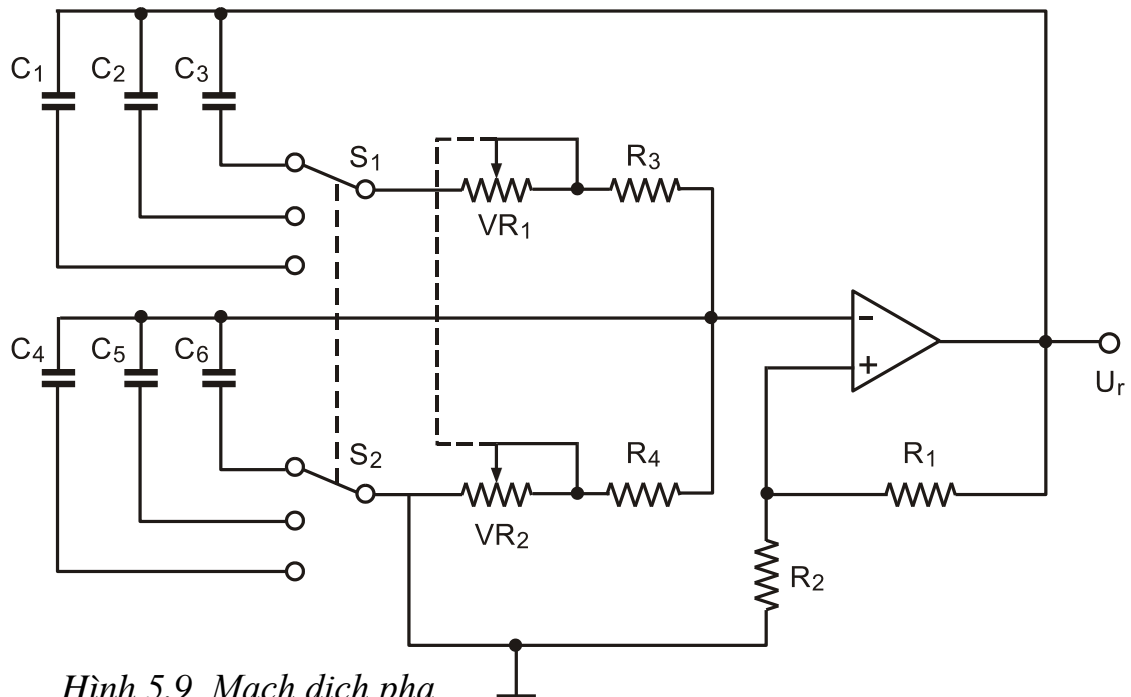 C1 C2 C3
S1
R3
VR1
C4 C5 C6
-
+
Ur
S2
R4
R1
VR2
R2
Hình 5.9 Mạch dịch pha